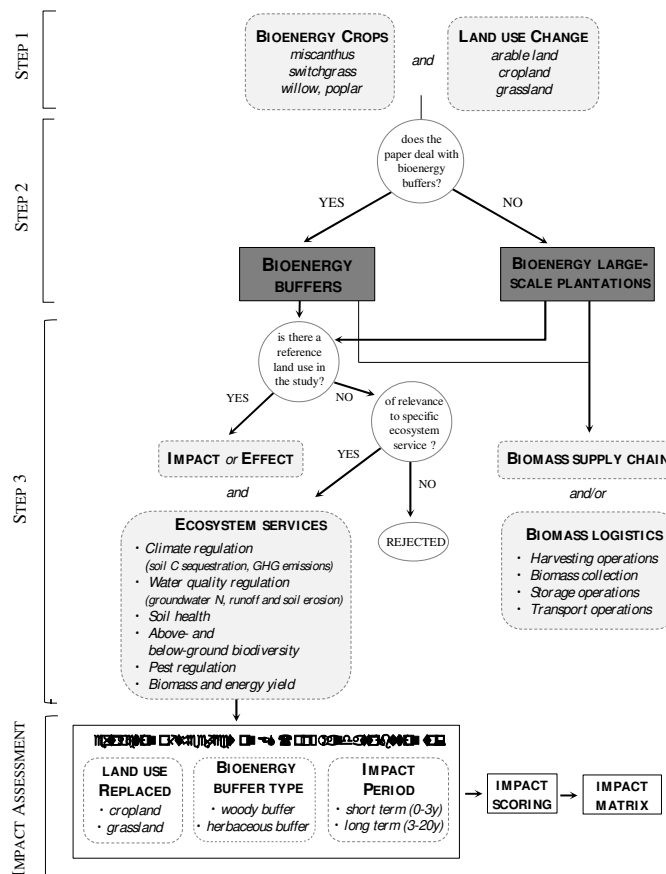 STEP 1
BIOENERGY CROPS
miscanthus
switchgrass
willow, poplar
and
LAND USE CHANGE
arable land
cropland
grassland
STEP 2
does the
paper deal with
bioenergy
buffers?
YES
NO
BIOENERGY
BUFFERS
BIOENERGY LARGE-
SCALE PLANTATIONS
STEP 3
is there a
reference
land use in
the study?
YES
NO
of relevance
to specific
ecosystem
service ?
YES
NO
IMPACT or EFFECT
and
REJECTED
ECOSYSTEM SERVICES
· Climate regulation
(soil C sequestration, GHG emissions)
· Water quality regulation
(groundwater N, runoff and soil erosion)
· Soil health
· Above- and
below-ground biodiversity
· Pest regulation
· Biomass and energy yield
BIOMASS SUPPLY CHAIN
and/or
BIOMASS LOGISTICS
· Harvesting operations
· Biomass collection
· Storage operations
· Transport operations
IMPACT ASSESSMENT
LAND USE
REPLACED
· cropland
· grassland
BIOENERGY
BUFFER TYPE
· woody buffer
· herbaceous buffer
IMPACT
PERIOD
· short term (0-3y)
· long term (3-20y)
IMPACT
SCORING
IMPACT
MATRIX